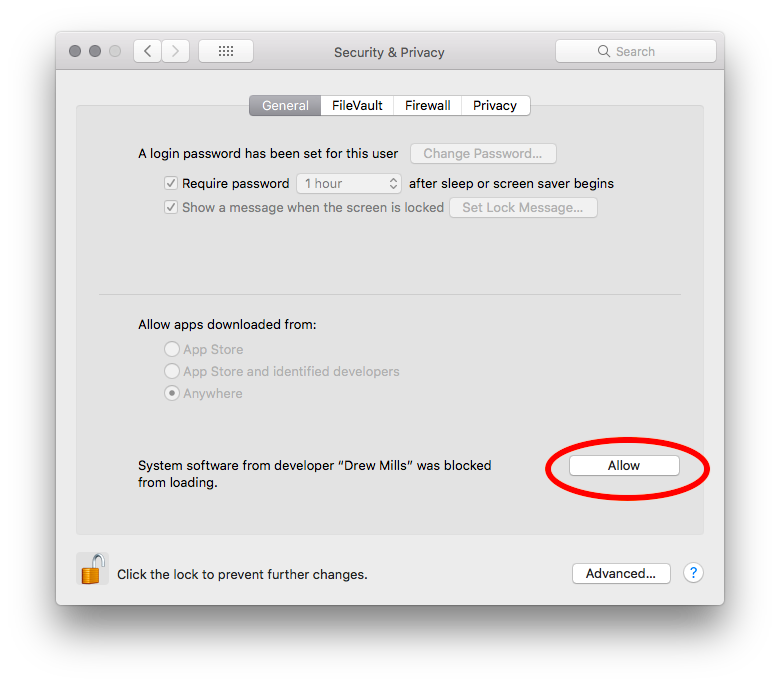 Security & Privacy
Search
General FileVault Firewall Privacy
A login password has been set for this user Change Password...
Require password 1 hour after sleep or screen saver begins
Show a message when the screen is locked Set Lock Message...
Allow apps downloaded from:
App Store
App Store and identified developers
Anywhere
System software from developer “Drew Mills” was blocked
from loading.
Allow
Click the lock to prevent further changes.
Advanced...
?